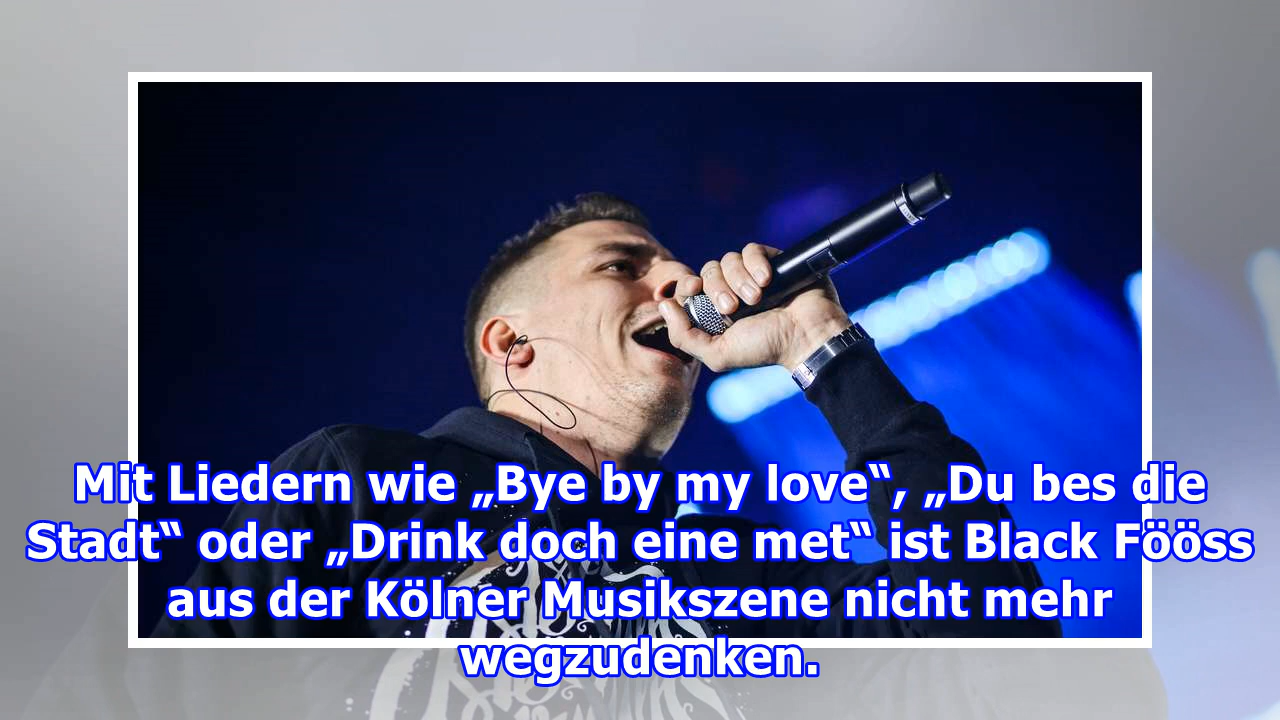 Mit Liedern wie „Bye by my love“, „Du bes die
Stadt“ oder „Drink doch eine met“ ist Black Fööss
aus der Kölner Musikszene nicht mehr
wegzudenken.